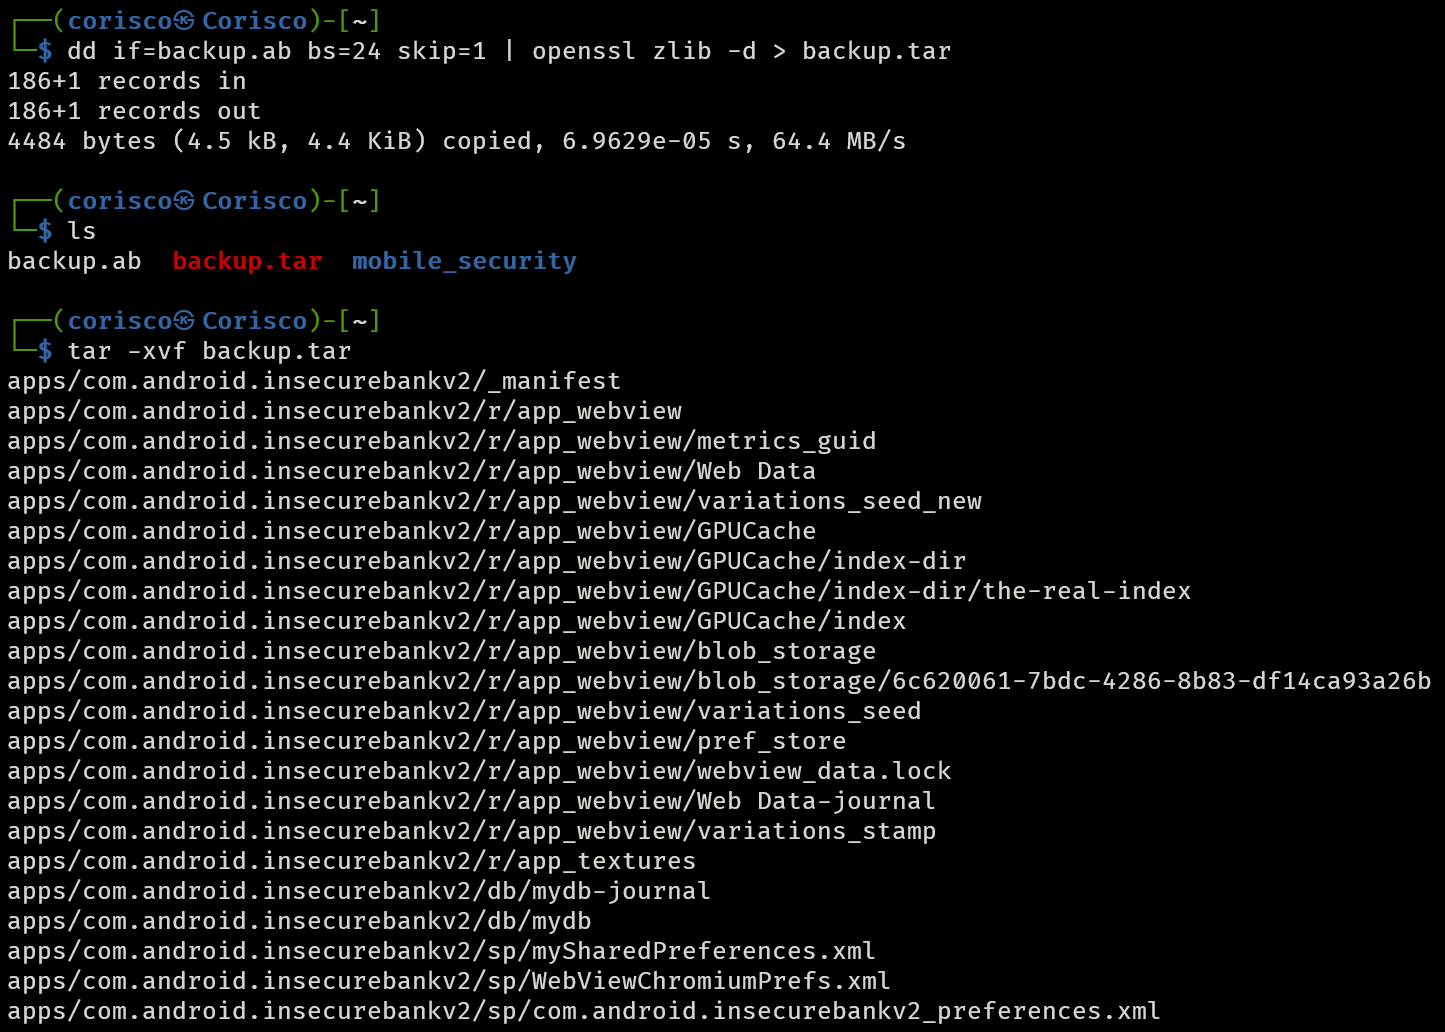 ┌──(corisco㉿Corisco)-[~]
└─$ dd if=backup.ab bs=24 skip=1 | openssl zlib -d > backup.tar
186+1 records in
186+1 records out
4484 bytes (4.5 kB, 4.4 KiB) copied, 6.9629e-05 s, 64.4 MB/s
┌──(corisco㉿Corisco)-[~]
└─$ ls
backup.ab  backup.tar  mobile_security
┌──(corisco㉿Corisco)-[~]
└─$ tar -xvf backup.tar
apps/com.android.insecurebankv2/_manifest
apps/com.android.insecurebankv2/r/app_webview
apps/com.android.insecurebankv2/r/app_webview/metrics_guid
apps/com.android.insecurebankv2/r/app_webview/Web Data
apps/com.android.insecurebankv2/r/app_webview/variations_seed_new
apps/com.android.insecurebankv2/r/app_webview/GPUCache
apps/com.android.insecurebankv2/r/app_webview/GPUCache/index-dir
apps/com.android.insecurebankv2/r/app_webview/GPUCache/index-dir/the-real-index
apps/com.android.insecurebankv2/r/app_webview/GPUCache/index
apps/com.android.insecurebankv2/r/app_webview/blob_storage
apps/com.android.insecurebankv2/r/app_webview/blob_storage/6c620061-7bdc-4286-8b83-df14ca93a26b
apps/com.android.insecurebankv2/r/app_webview/variations_seed
apps/com.android.insecurebankv2/r/app_webview/pref_store
apps/com.android.insecurebankv2/r/app_webview/webview_data.lock
apps/com.android.insecurebankv2/r/app_webview/Web Data-journal
apps/com.android.insecurebankv2/r/app_webview/variations_stamp
apps/com.android.insecurebankv2/r/app_textures
apps/com.android.insecurebankv2/db/mydb-journal
apps/com.android.insecurebankv2/db/mydb
apps/com.android.insecurebankv2/sp/mySharedPreferences.xml
apps/com.android.insecurebankv2/sp/WebViewChromiumPrefs.xml
apps/com.android.insecurebankv2/sp/com.android.insecurebankv2_preferences.xml